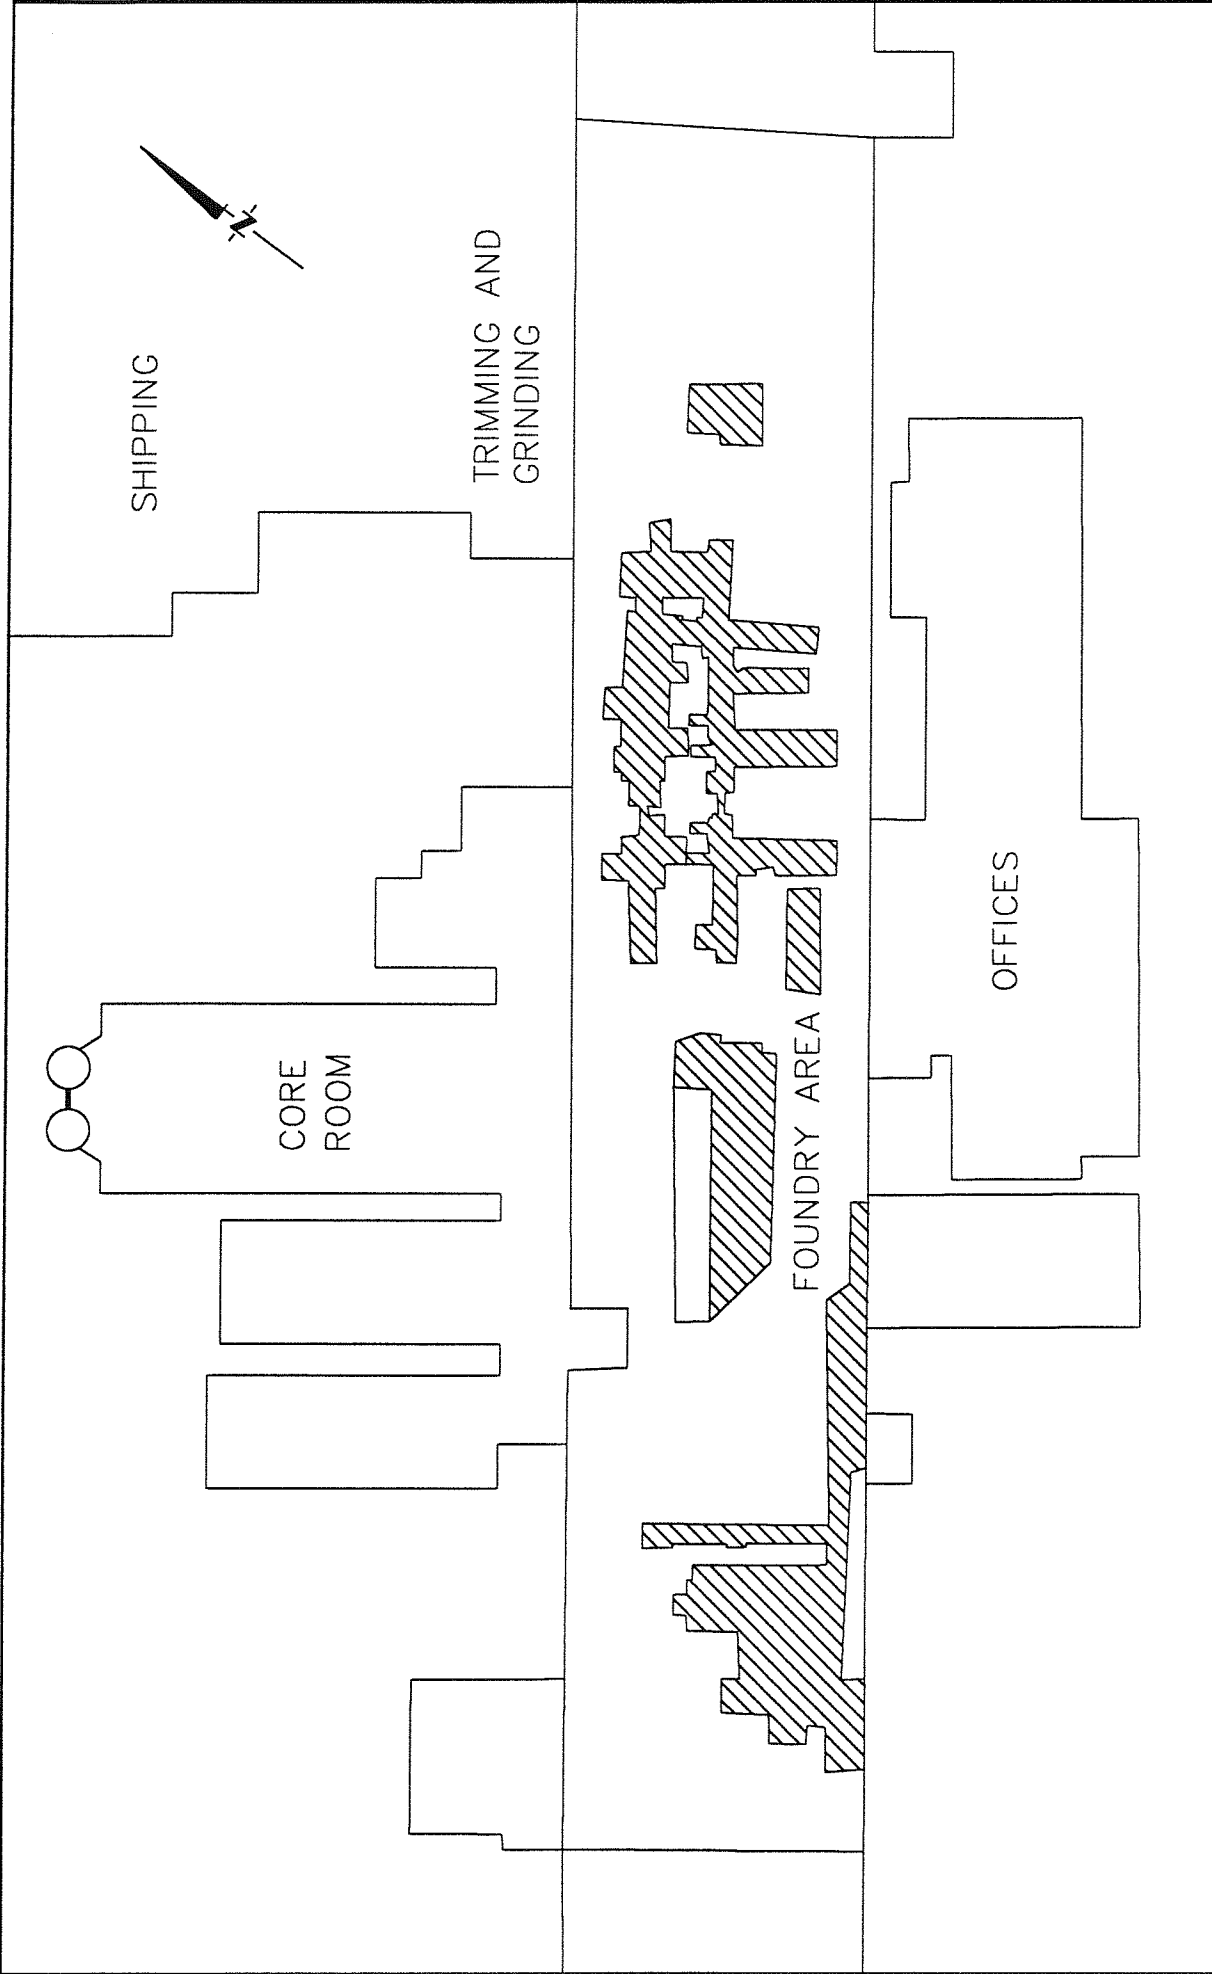 SHIPPING
TRIMMING AND
GRINDING
N
CORE
ROOM
FOUNDRY AREA
OFFICES